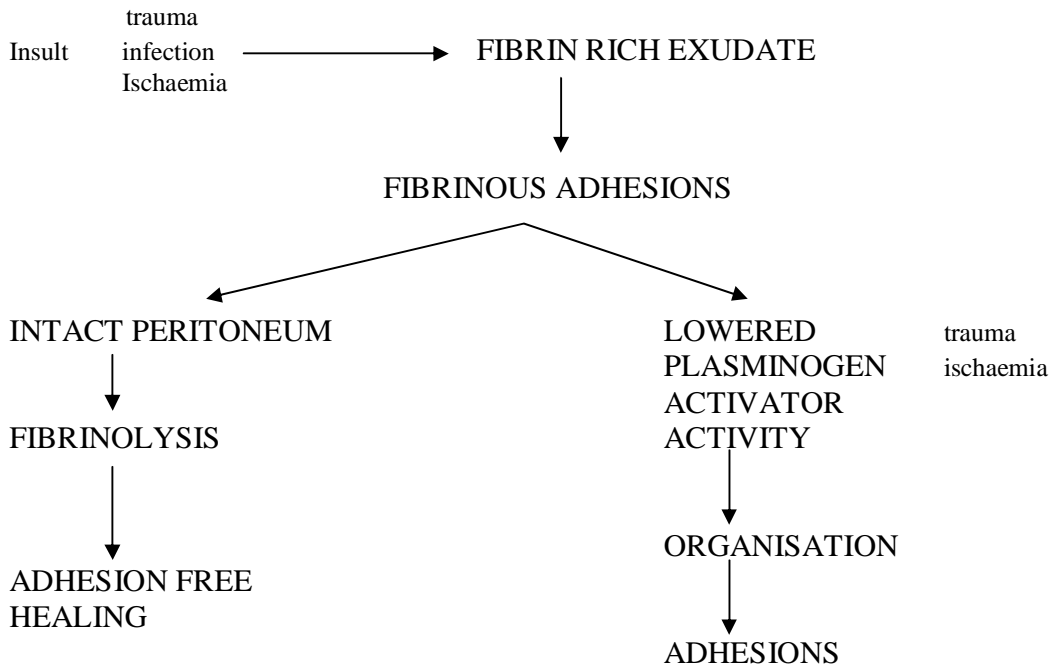 trauma
Insult infection FIBRIN RICH EXUDATE
Ischaemia
FIBRINOUS ADHESIONS
INTACT PERITONEUM
FIBRINOLYSIS
ADHESION FREE
HEALING
LOWERED trauma
PLASMINOGEN ischaemia
ACTIVATOR
ACTIVITY
ORGANISATION
ADHESIONS